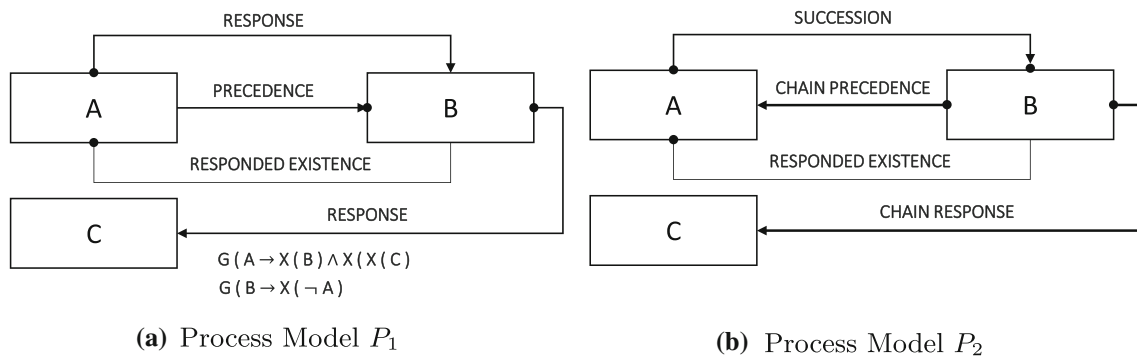 RESPONSE
A
PRECEDENCE
B
RESPONDED EXISTENCE
C
RESPONSE
G ( A → X ( B ) ∧ X ( X ( C )
G ( B → X ( ¬ A )
(a) Process Model P₁
SUCCESSION
A
CHAIN PRECEDENCE
B
RESPONDED EXISTENCE
C
CHAIN RESPONSE
(b) Process Model P₂